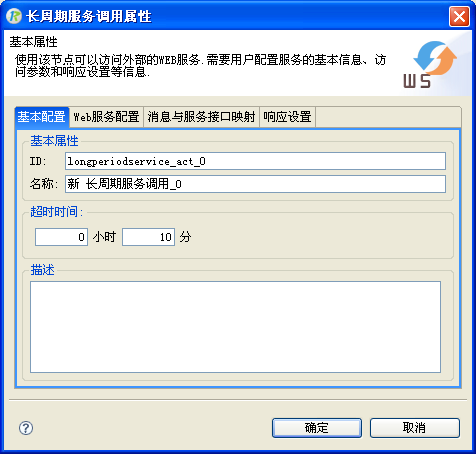 长周期服务调用属性
基本属性
使用该节点可以访问外部的WEB服务.需要用户配置服务的基本信息、访
问参数和响应设置等信息.
WS
基本配置 Web服务配置 消息与服务接口映射 响应设置
基本属性
ID: longperiodservice_act_0
名称: 新 长周期服务调用_0
超时时间:
0 小时 10 分
描述
确定 取消